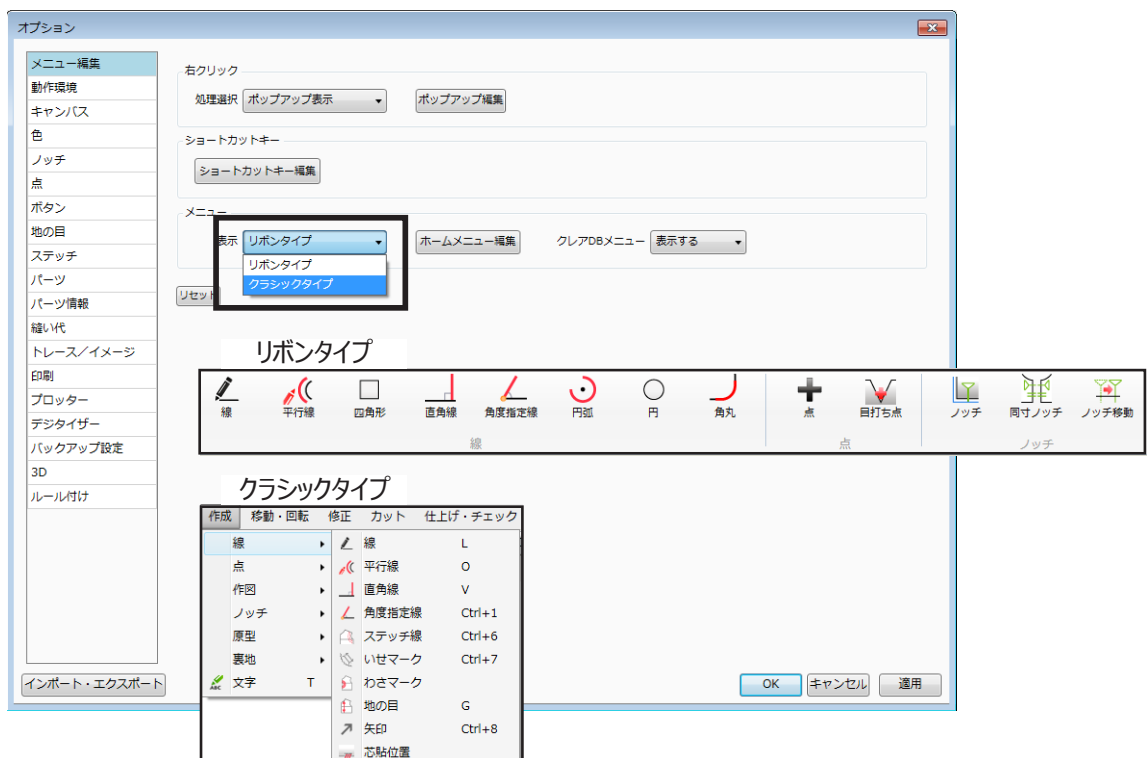 オプション
メニュー編集
動作環境
キャンバス
色
ノッチ
点
ボタン
地の目
ステッチ
パーツ
パーツ情報
縫い代
トレース／イメージ
印刷
プロッター
デジタイザー
バックアップ設定
3D
ルール付け
インポート・エクスポート
右クリック
処理選択 ポップアップ表示 ポップアップ編集
ショートカットキー
ショートカットキー編集
メニュー
表示 リボンタイプ ホームメニュー編集 クレアDBメニュー 表示する
リボンタイプ
クラシックタイプ
リセット
リボンタイプ
線 平行線 四角形 直角線 角度指定線 円弧 円 角丸 点 目打ち点 ノッチ 同寸ノッチ ノッチ移動
線 点 ノッチ
クラシックタイプ
作成 移動・回転 修正 カット 仕上げ・チェック
線 線 L
点 平行線 O
作図 直角線 V
ノッチ 角度指定線 Ctrl+1
原型 ステッチ線 Ctrl+6
裏地 いせマーク Ctrl+7
ABC 文字 T わさマーク
地の目 G
矢印 Ctrl+8
芯貼位置
OK キャンセル 適用